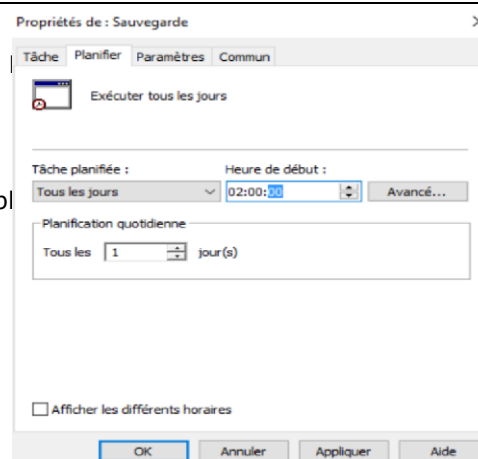 Propriétés de : Sauvegarde
Tâche Planifier Paramètres Commun
Exécuter tous les jours
Tâche planifiée : Heure de début :
Tous les jours 02:00:00 Avancé...
Planification quotidienne
Tous les 1 jour(s)
Afficher les différents horaires
OK Annuler Appliquer Aide